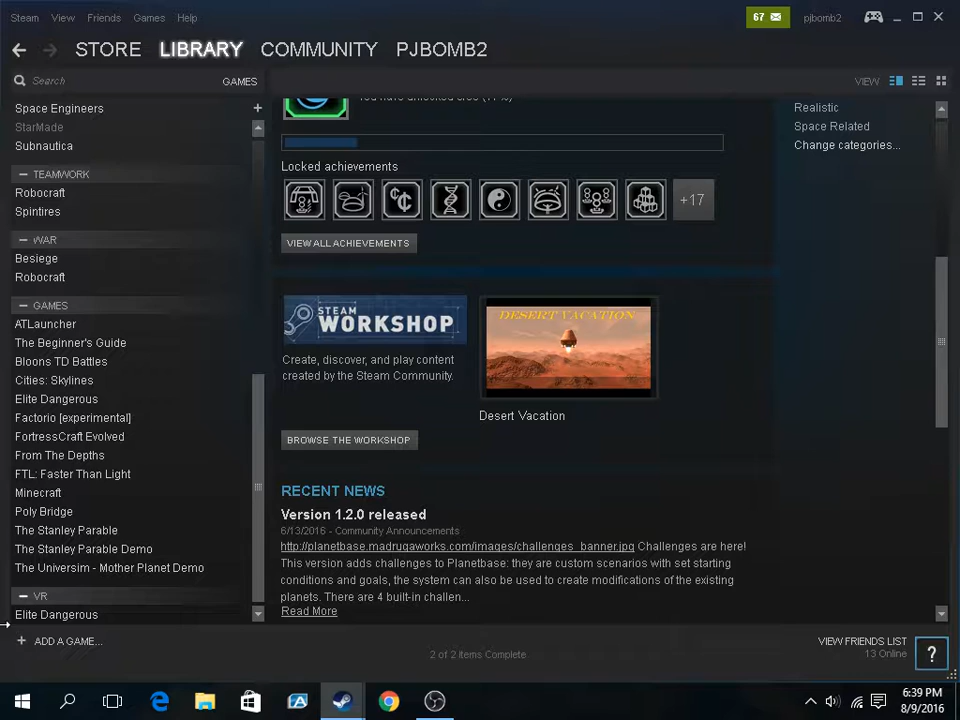 Steam View Friends Games Help
67
pjbomb2
STORE LIBRARY COMMUNITY PJBOMB2
Search
GAMES
VIEW
Space Engineers
StarMade
Subnautica
TEAMWORK
Robocraft
Spintires
WAR
Besiege
Robocraft
GAMES
ATLauncher
The Beginner's Guide
Bloons TD Battles
Cities: Skylines
Elite Dangerous
Factorio [experimental]
FortressCraft Evolved
From The Depths
FTL: Faster Than Light
Minecraft
Poly Bridge
The Stanley Parable
The Stanley Parable Demo
The Universim - Mother Planet Demo
VR
Elite Dangerous
Locked achievements
+17
VIEW ALL ACHIEVEMENTS
STEAM
WORKSHOP
Create, discover, and play content
created by the Steam Community.
BROWSE THE WORKSHOP
DESERT VACATION
Desert Vacation
RECENT NEWS
Version 1.2.0 released
6/13/2016 - Community Announcements
http://planetbase.madrugaworks.com/images/challenges_banner.jpg Challenges are here!
This version adds challenges to Planetbase: they are custom scenarios with set starting
conditions and goals, the system can also be used to create modifications of the existing
planets. There are 4 built-in challen...
Read More
Realistic
Space Related
Change categories...
+ ADD A GAME...
2 of 2 Items Complete
VIEW FRIENDS LIST
13 Online
?
6:39 PM
8/9/2016